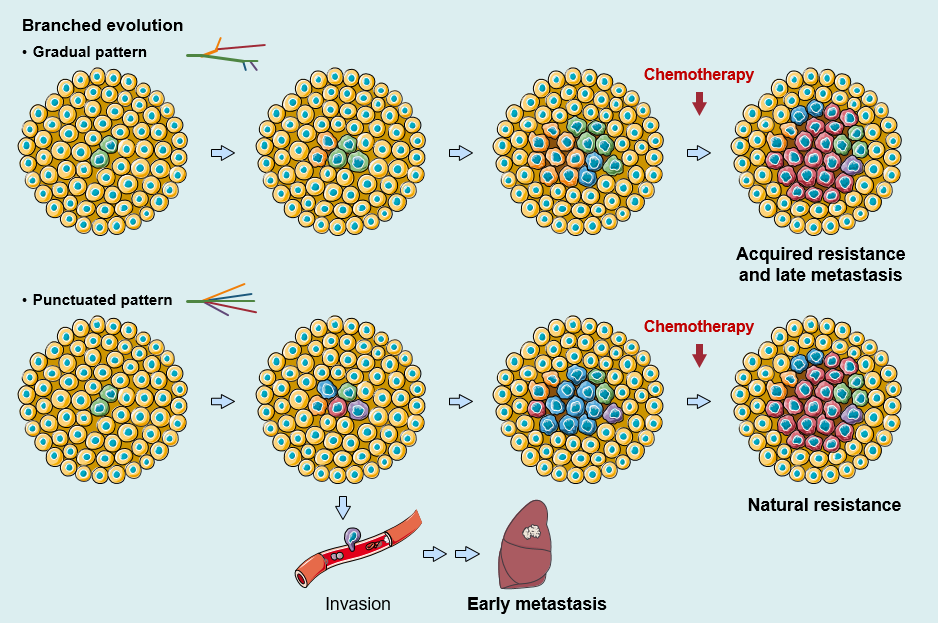 Branched evolution
• Gradual pattern
Chemotherapy
Acquired resistance
and late metastasis
• Punctuated pattern
Chemotherapy
Natural resistance
Invasion
Early metastasis